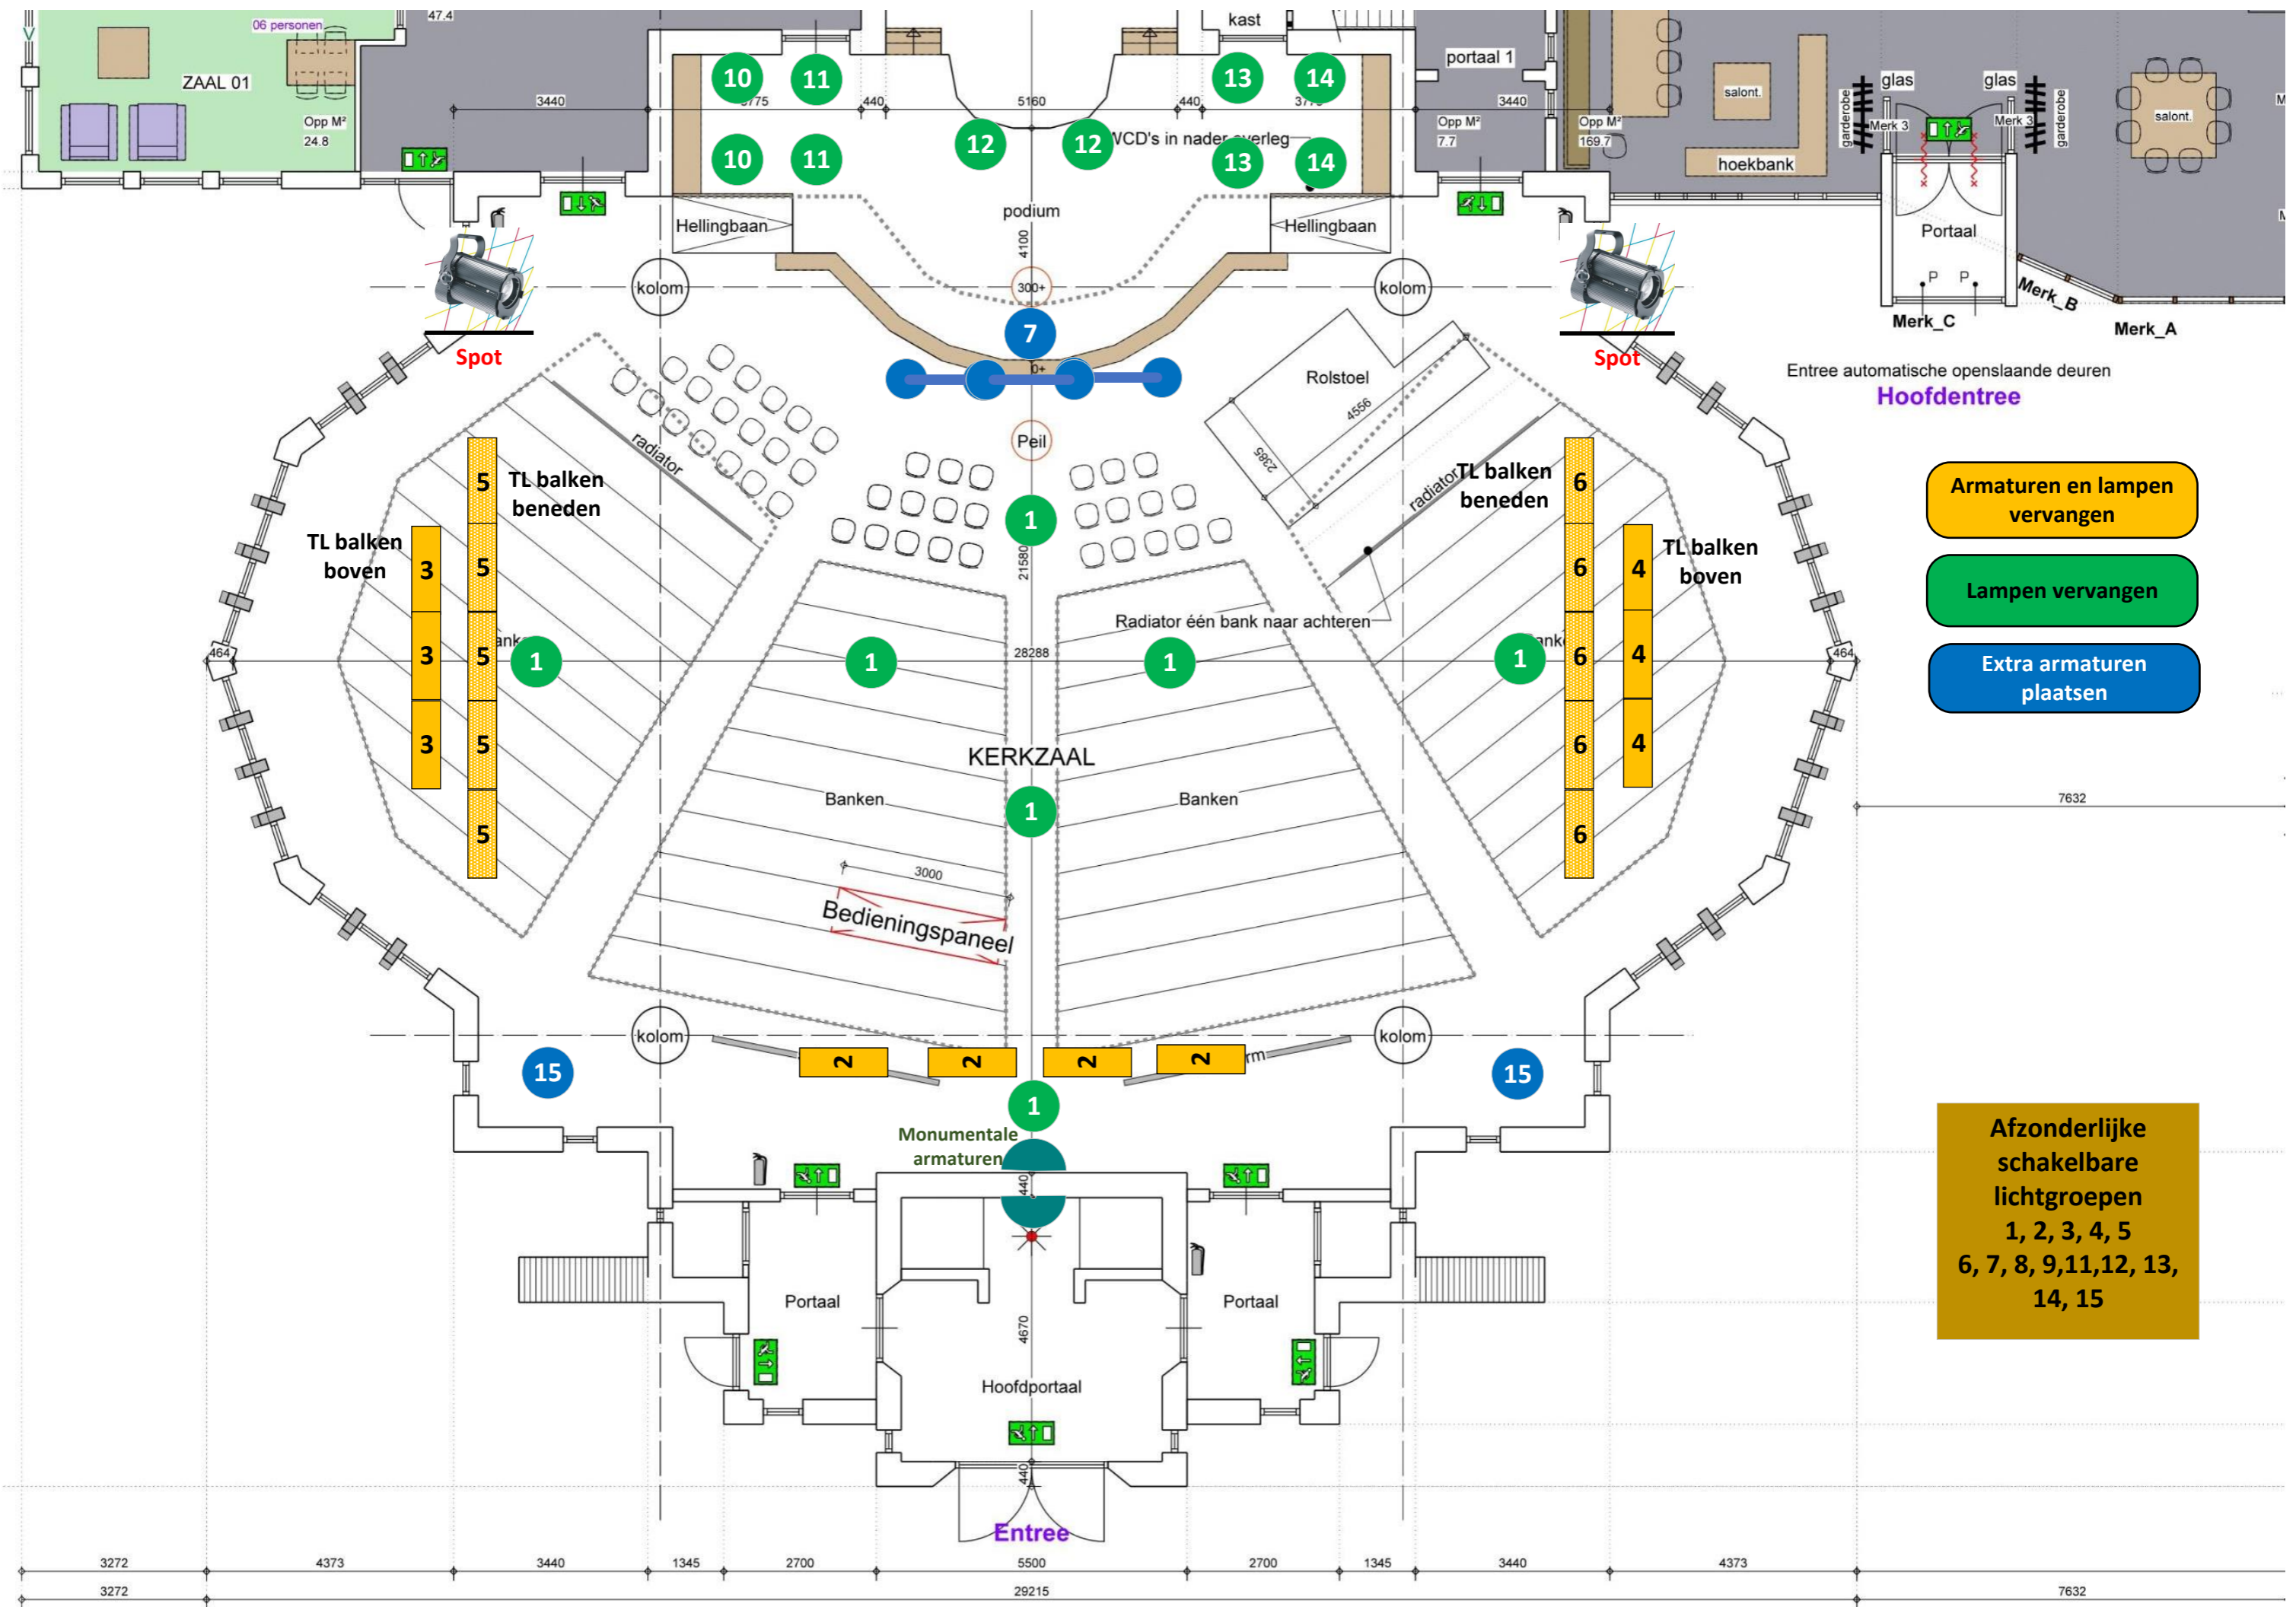 47.4
06 personen
ZAAL 01
Opp M²
24.8
3440
3775
440
5160
440
3440
kast
portaal 1
Opp M²
7.7
Opp M²
169.7
salont.
hoekbank
glas
glas
garderobe
Merk 3
Merk 3
garderobe
salont.
10
11
13
14
12
12
10
11
13
14
podium
4100
300+
Hellingbaan
Hellingbaan
Portaal
P
P
Merk_C
Merk_B
Merk_A
Entree automatische openslaande deuren
Hoofdentree
kolom
kolom
Spot
Spot
7
0+
Peil
Rolstoel
4556
2385
radiator
radiator
TL balken
beneden
TL balken
boven
TL balken
beneden
TL balken
boven
5
5
5
5
5
3
3
3
6
6
6
6
6
4
4
4
Radiator één bank naar achteren
1
1
1
1
1
1
1
21580
28288
464
464
KERKZAAL
Banken
Banken
3000
Bedieningspaneel
7632
Armaturen en lampen
vervangen
Lampen vervangen
Extra armaturen
plaatsen
kolom
kolom
2
2
2
2
15
15
Monumentale
armaturen
440
Portaal
Portaal
4670
Hoofdportaal
440
Entree
Afzonderlijke
schakelbare
lichtgroepen
1, 2, 3, 4, 5
6, 7, 8, 9,11,12, 13,
14, 15
3272
4373
3440
1345
2700
5500
2700
1345
3440
4373
3272
29215
7632